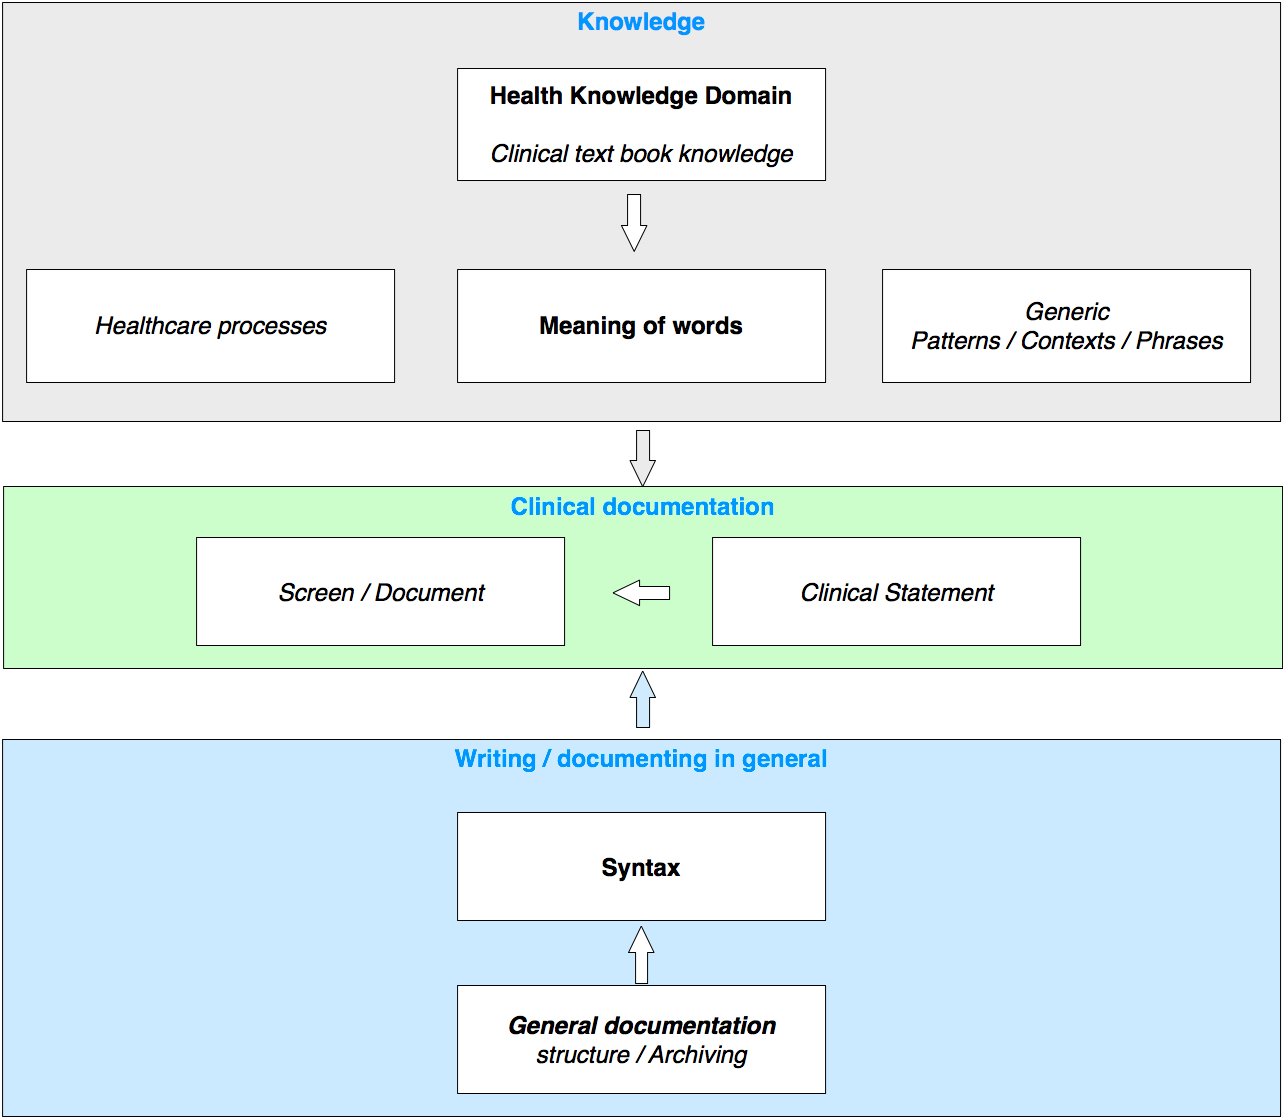 Knowledge
Health Knowledge Domain
Clinical text book knowledge
Healthcare processes
Meaning of words
Generic
Patterns / Contexts / Phrases
Clinical documentation
Screen / Document
Clinical Statement
Writing / documenting in general
Syntax
General documentation
structure / Archiving